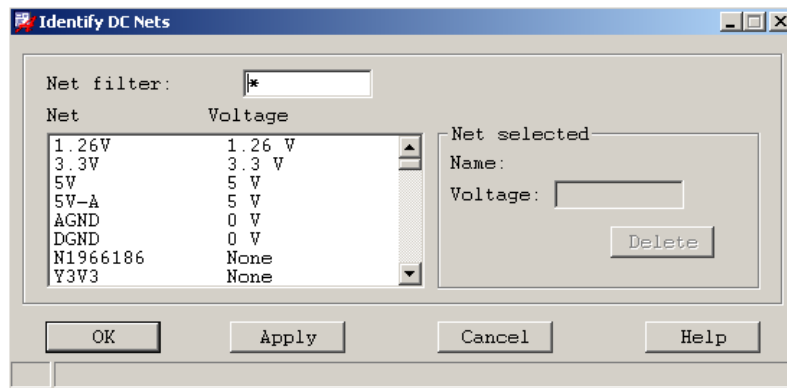 Identify DC Nets
Net filter: *
Net Voltage
1.26V 1.26 V
3.3V 3.3 V
5V 5 V
5V-A 5 V
AGND 0 V
DGND 0 V
N1966186 None
Y3V3 None
Net selected
Name:
Voltage:
Delete
OK Apply Cancel Help